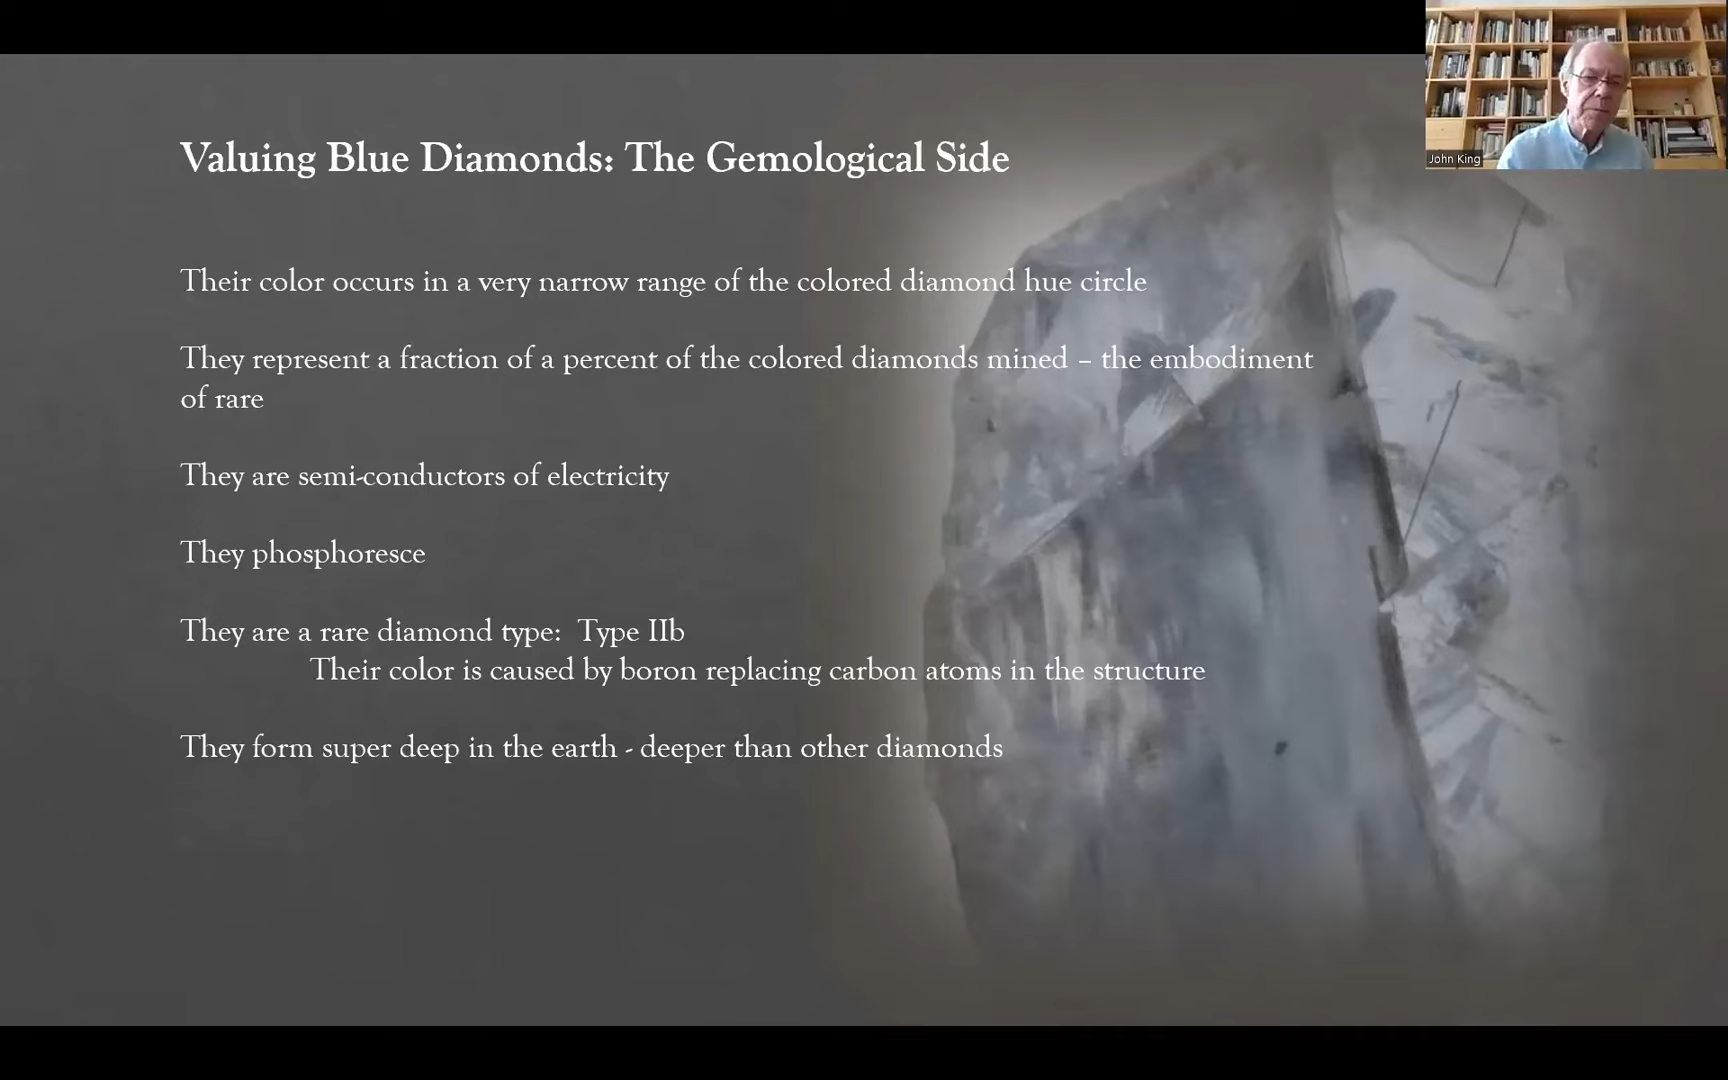 John King
Valuing Blue Diamonds: The Gemological Side
Their color occurs in a very narrow range of the colored diamond hue circle
They represent a fraction of a percent of the colored diamonds mined – the embodiment
of rare
They are semi-conductors of electricity
They phosphoresce
They are a rare diamond type:  Type IIb
Their color is caused by boron replacing carbon atoms in the structure
They form super deep in the earth - deeper than other diamonds